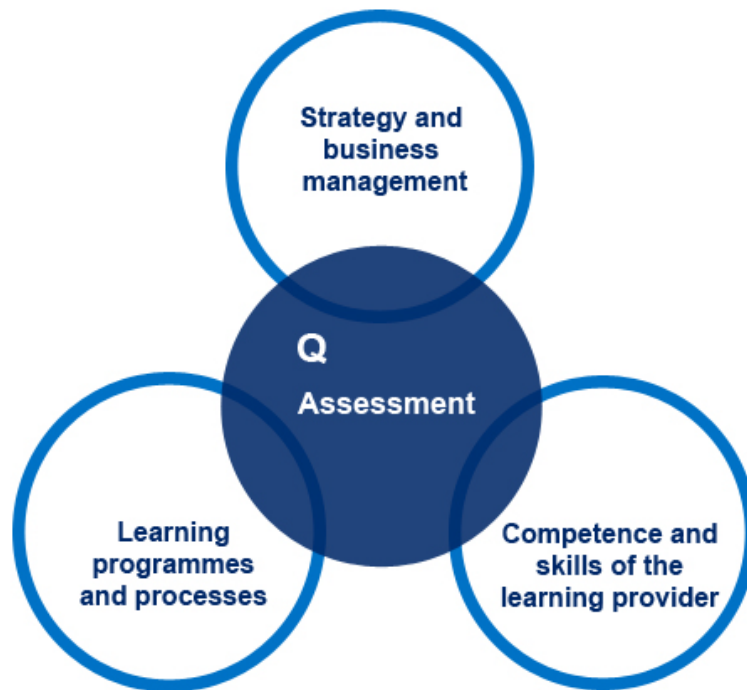 Strategy and
business
management
Q
Assessment
Learning
programmes
and processes
Competence and
skills of the
learning provider